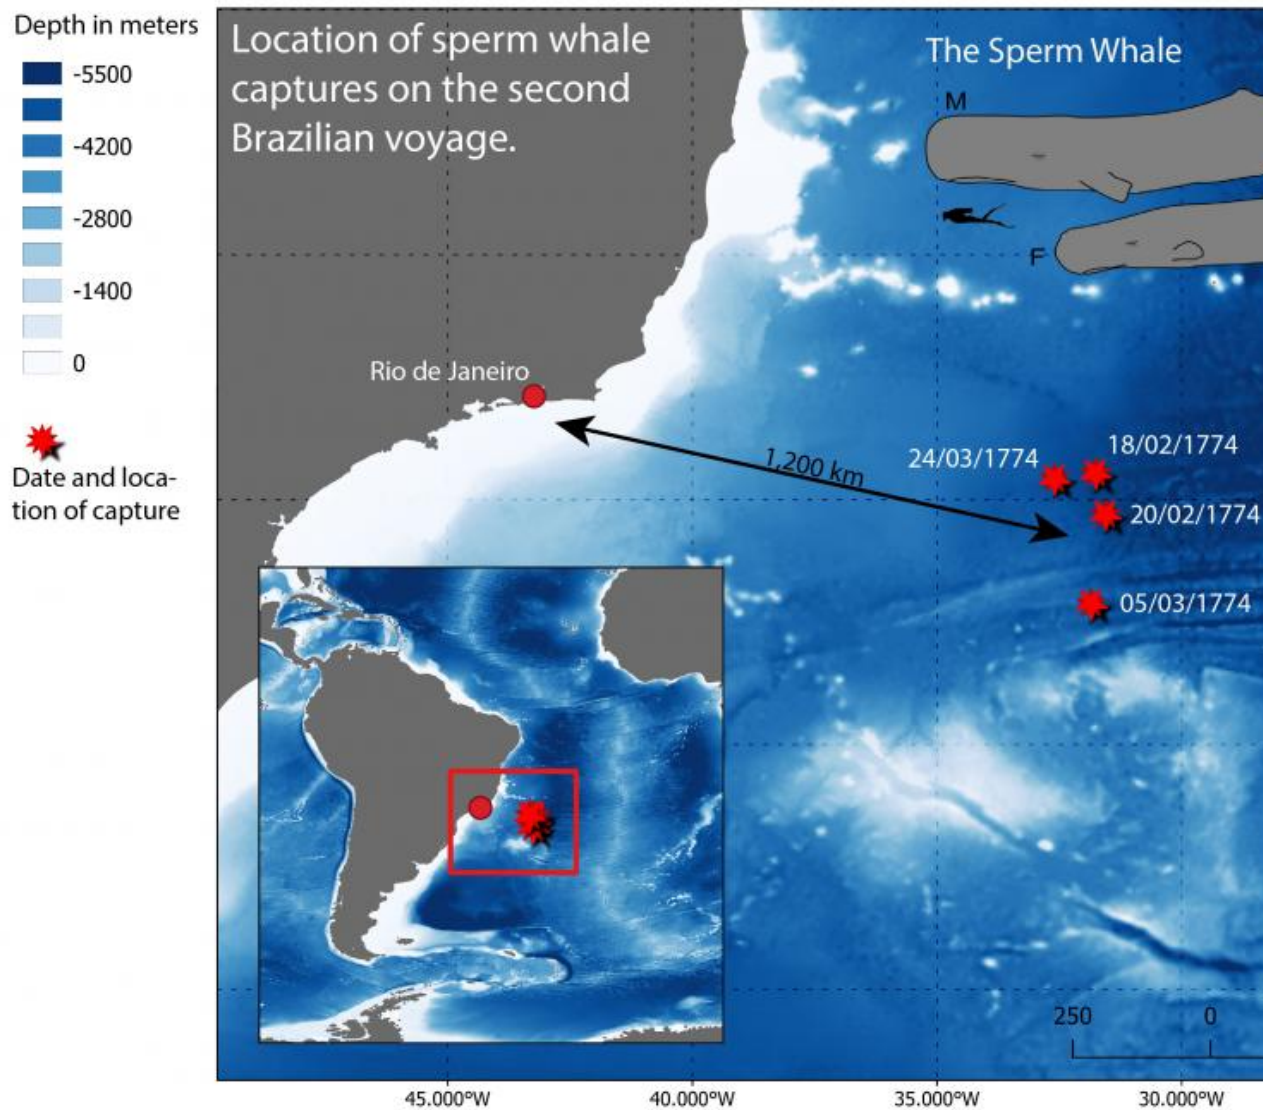 Depth in meters
-5500
-4200
-2800
-1400
0
Date and loca-
tion of capture
Location of sperm whale
captures on the second
Brazilian voyage.
The Sperm Whale
M
F
Rio de Janeiro
1,200 km
24/03/1774
18/02/1774
20/02/1774
05/03/1774
250
0
45.000°W
40.000°W
35.000°W
30.000°W